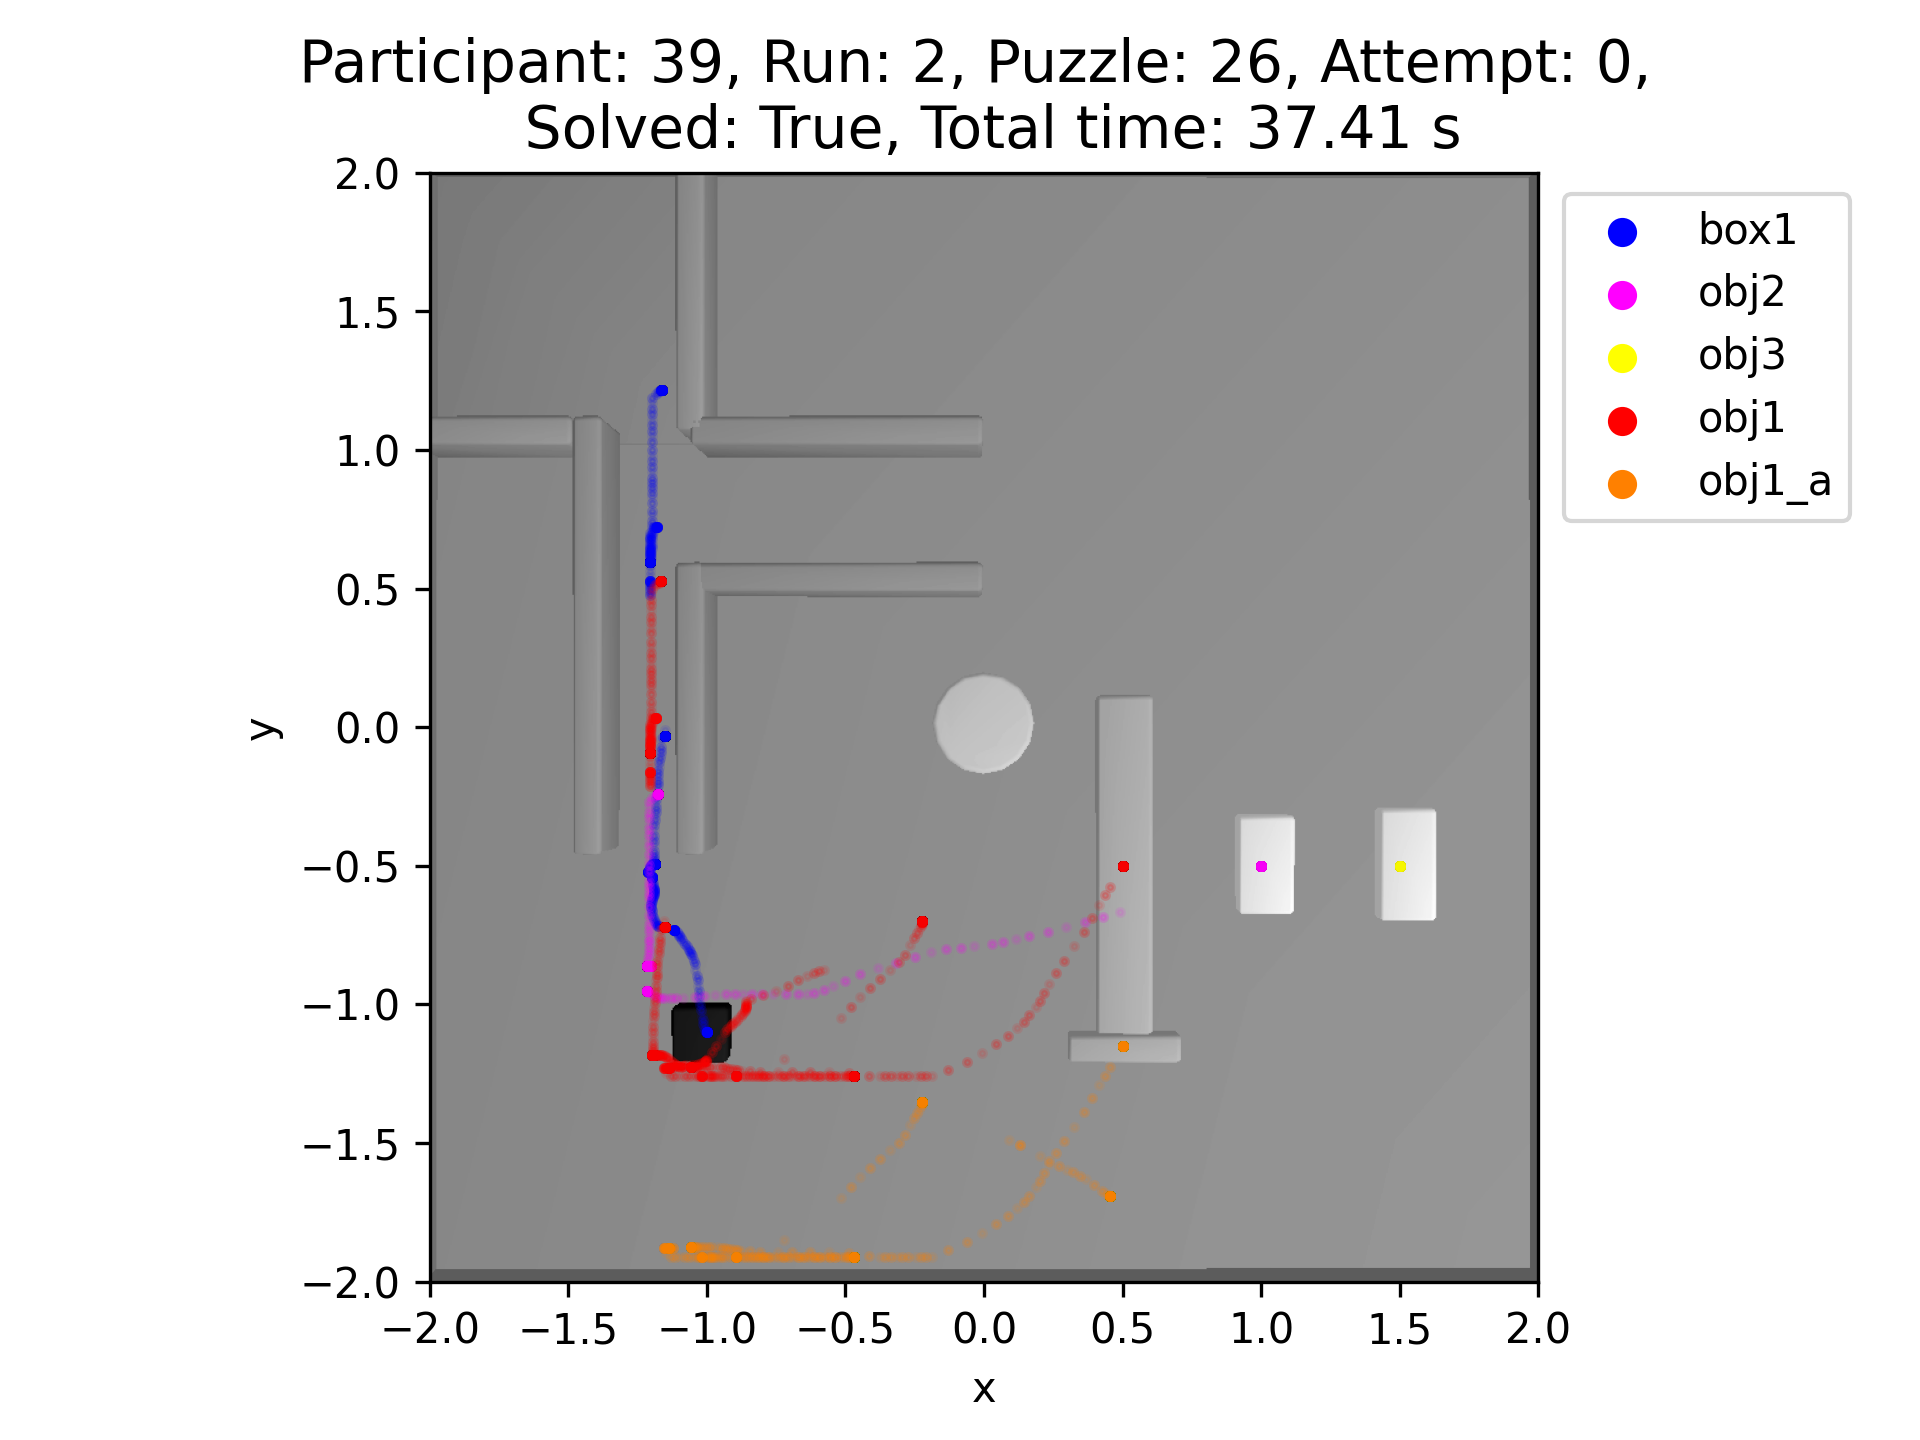 Participant: 39, Run: 2, Puzzle: 26, Attempt: 0,
Solved: True, Total time: 37.41 s
2.0
1.5
1.0
0.5
0.0
−0.5
−1.0
−1.5
−2.0
y
−2.0 −1.5 −1.0 −0.5 0.0 0.5 1.0 1.5 2.0
x
box1
obj2
obj3
obj1
obj1_a